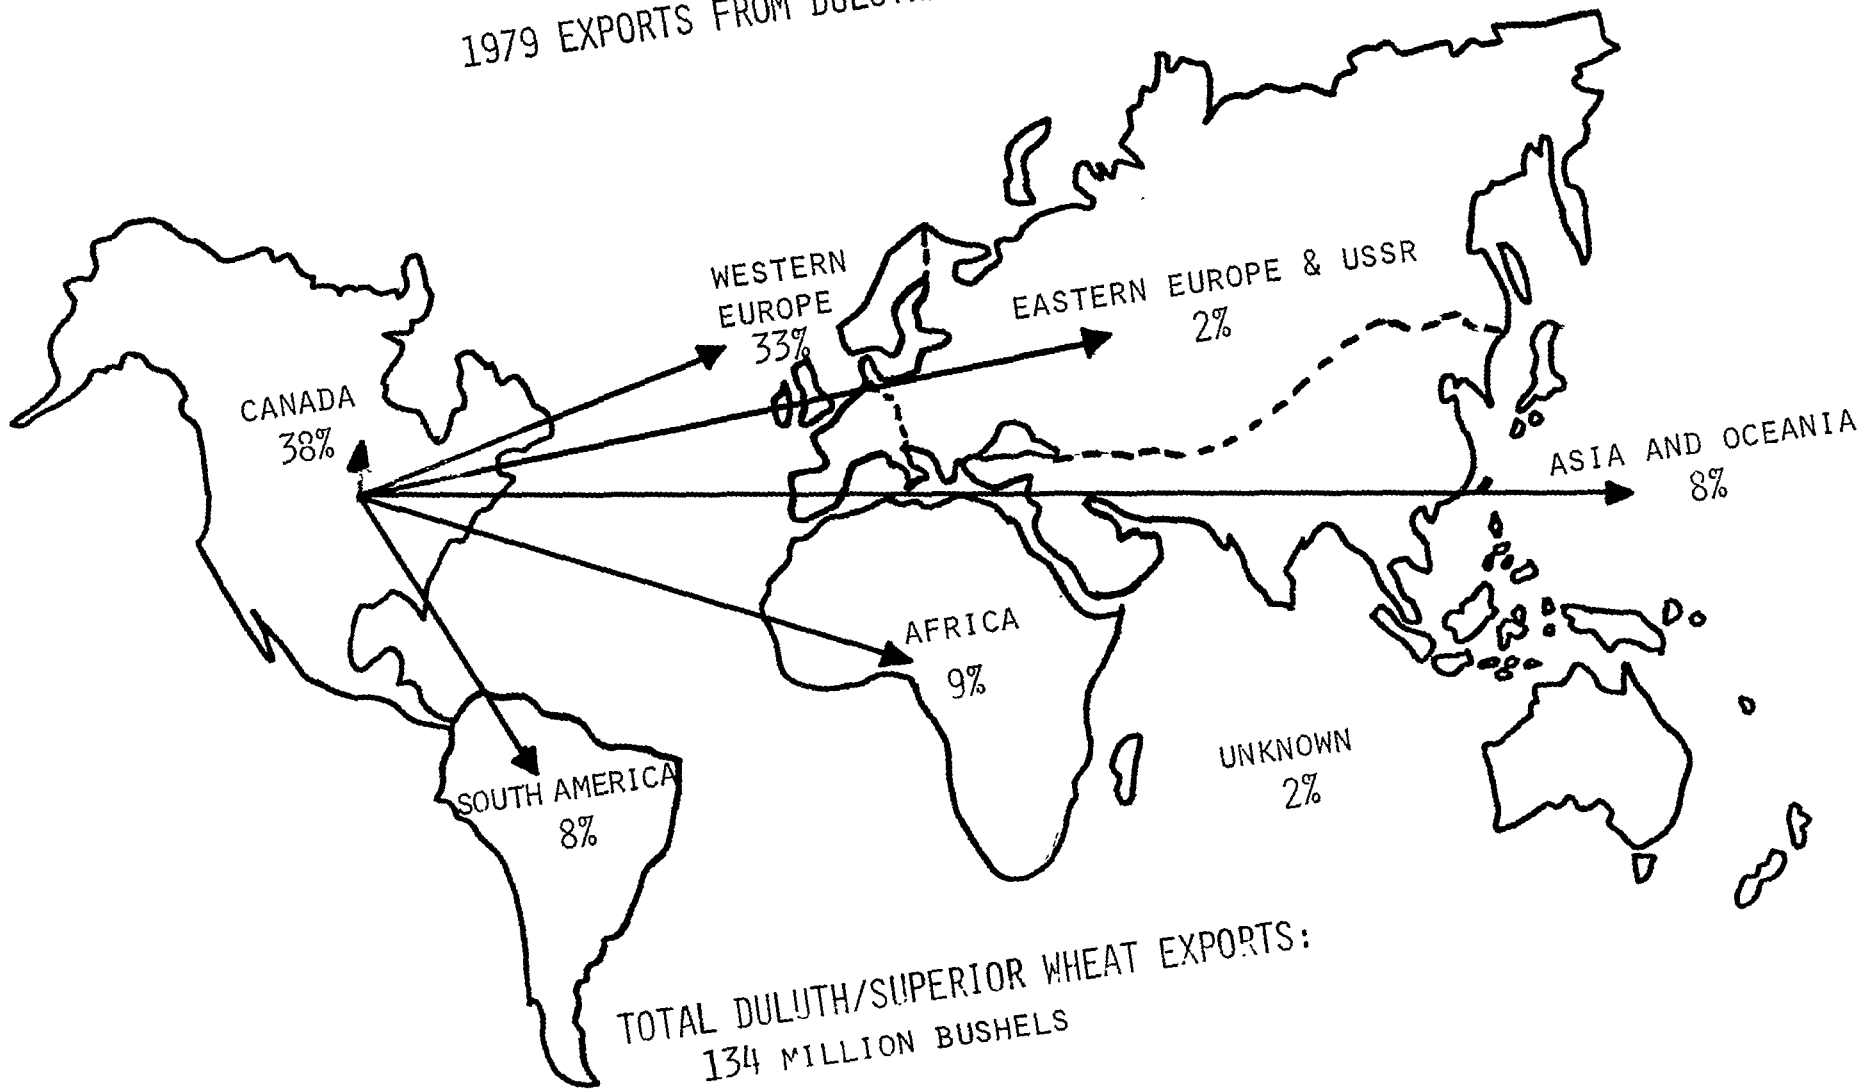 1979 EXPORTS FROM
WESTERN
EUROPE
33%
EASTERN EUROPE & USSR
2%
CANADA
38%
ASIA AND OCEANIA
8%
AFRICA
9%
UNKNOWN
2%
SOUTH AMERICA
8%
TOTAL DULUTH/SUPERIOR WHEAT EXPORTS:
134 MILLION BUSHELS